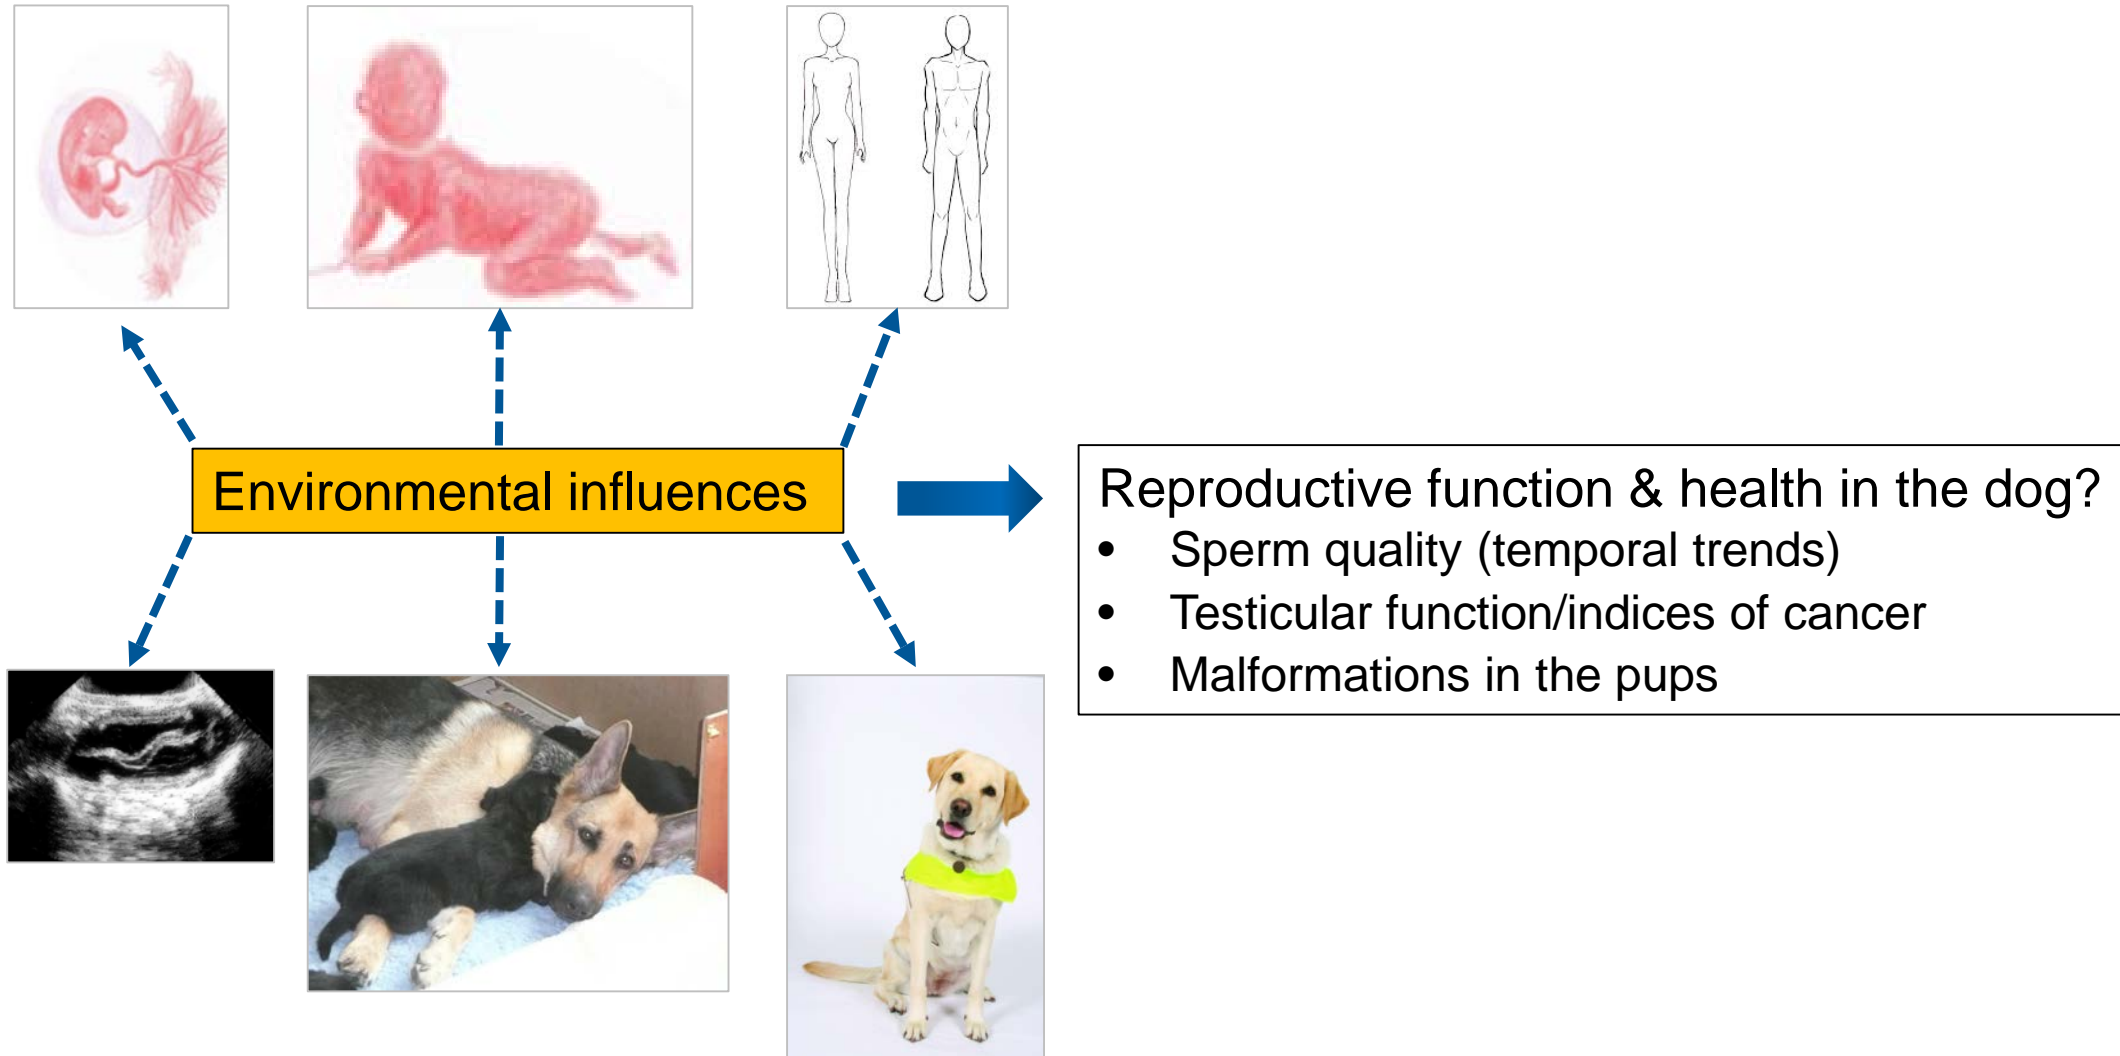 Environmental influences
Reproductive function & health in the dog?
• Sperm quality (temporal trends)
• Testicular function/indices of cancer
• Malformations in the pups